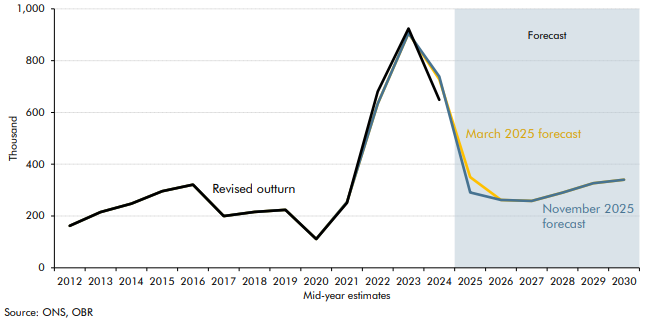 1,000
800
600
400
200
0
Thousand
Forecast
March 2025 forecast
Revised outturn
November 2025
forecast
2012 2013 2014 2015 2016 2017 2018 2019 2020 2021 2022 2023 2024 2025 2026 2027 2028 2029 2030
Mid-year estimates
Source: ONS, OBR